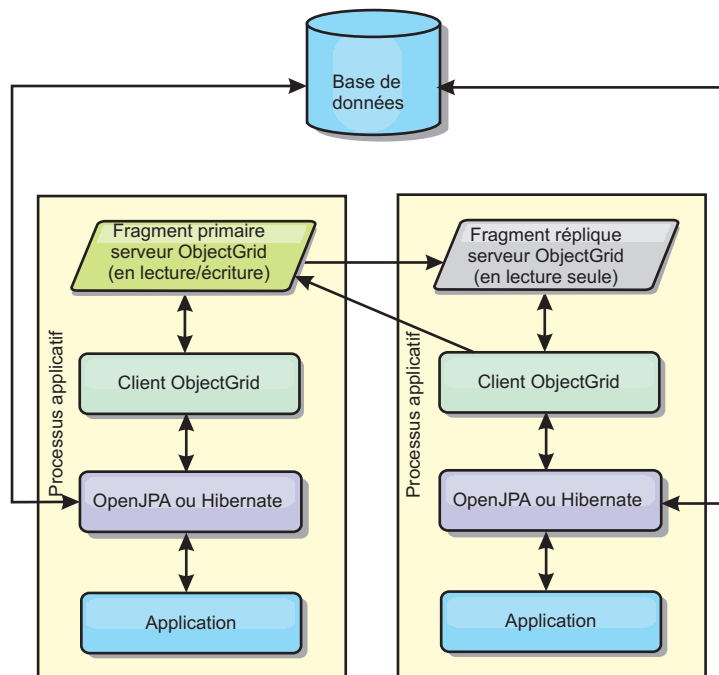 Base de
données
Fragment primaire
serveur ObjectGrid
(en lecture/écriture)
Processus applicatif
Client ObjectGrid
OpenJPA ou Hibernate
Application
Fragment réplique
serveur ObjectGrid
(en lecture seule)
Processus applicatif
Client ObjectGrid
OpenJPA ou Hibernate
Application